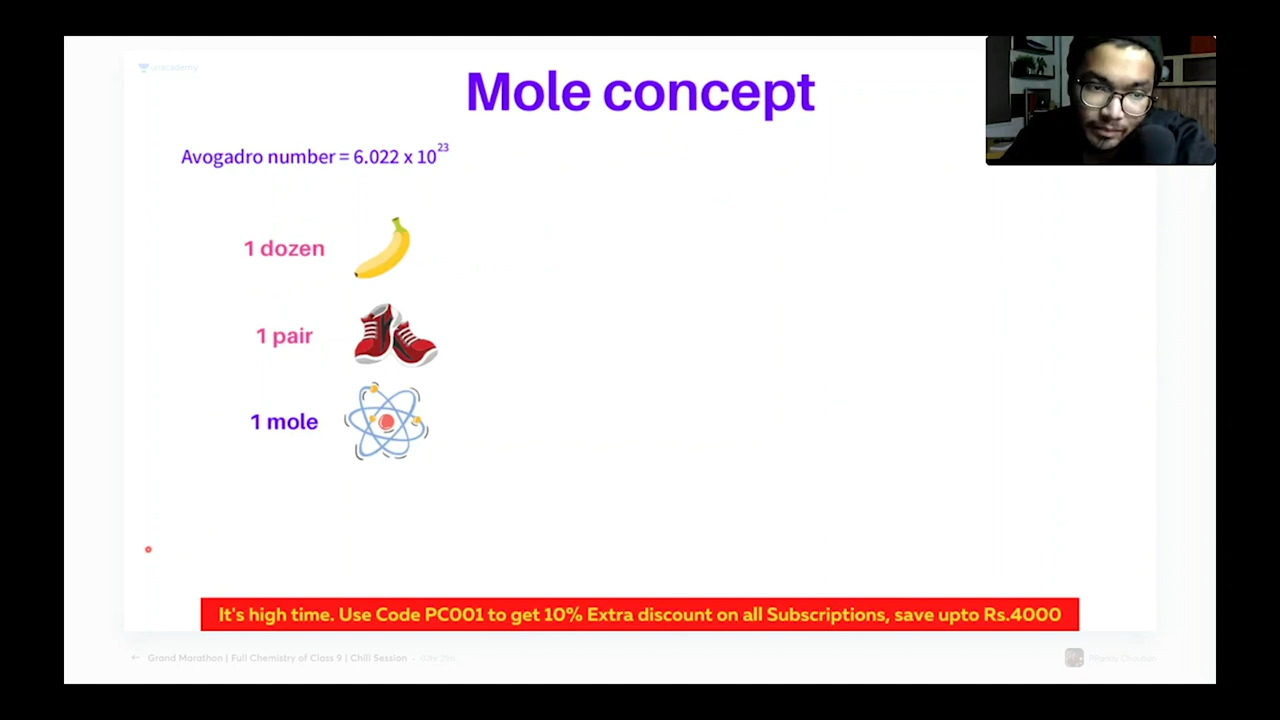 unacademy
Mole concept
Avogadro number = 6.022 x 10²³
1 dozen
1 pair
1 mole
It's high time. Use Code PC001 to get 10% Extra discount on all Subscriptions, save upto Rs.4000
Grand Marathon | Full Chemistry of Class 9 | Chill Session